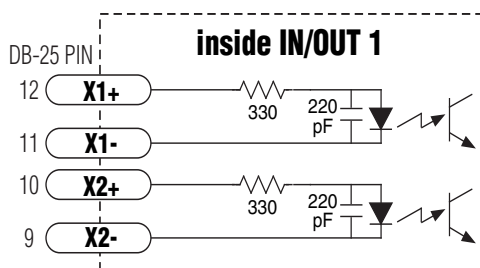 inside IN/OUT 1
DB-25 PIN
12 X1+
330
220
pF
11 X1-
10 X2+
330
220
pF
9 X2-